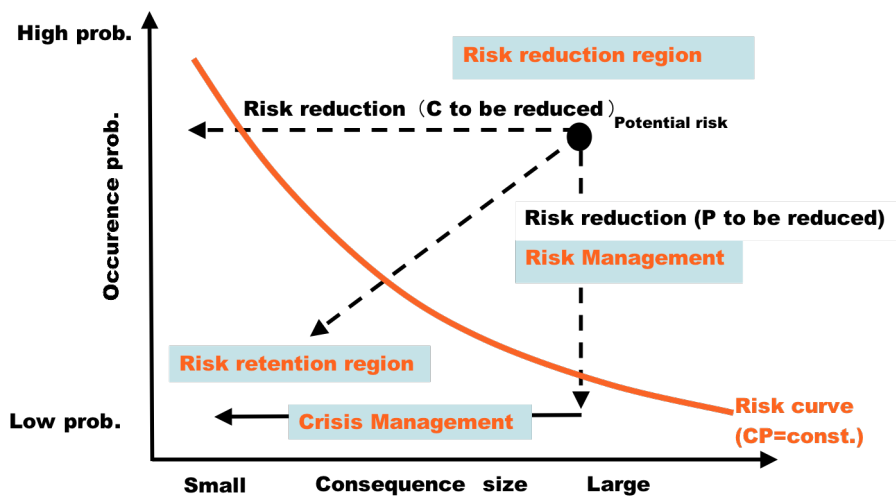 High prob.
Risk reduction region
Risk reduction（C to be reduced）
Potential risk
Occurence prob.
Risk reduction (P to be reduced)
Risk Management
Risk retention region
Low prob.
Crisis Management
Risk curve
(CP=const.)
Small
Consequence size
Large